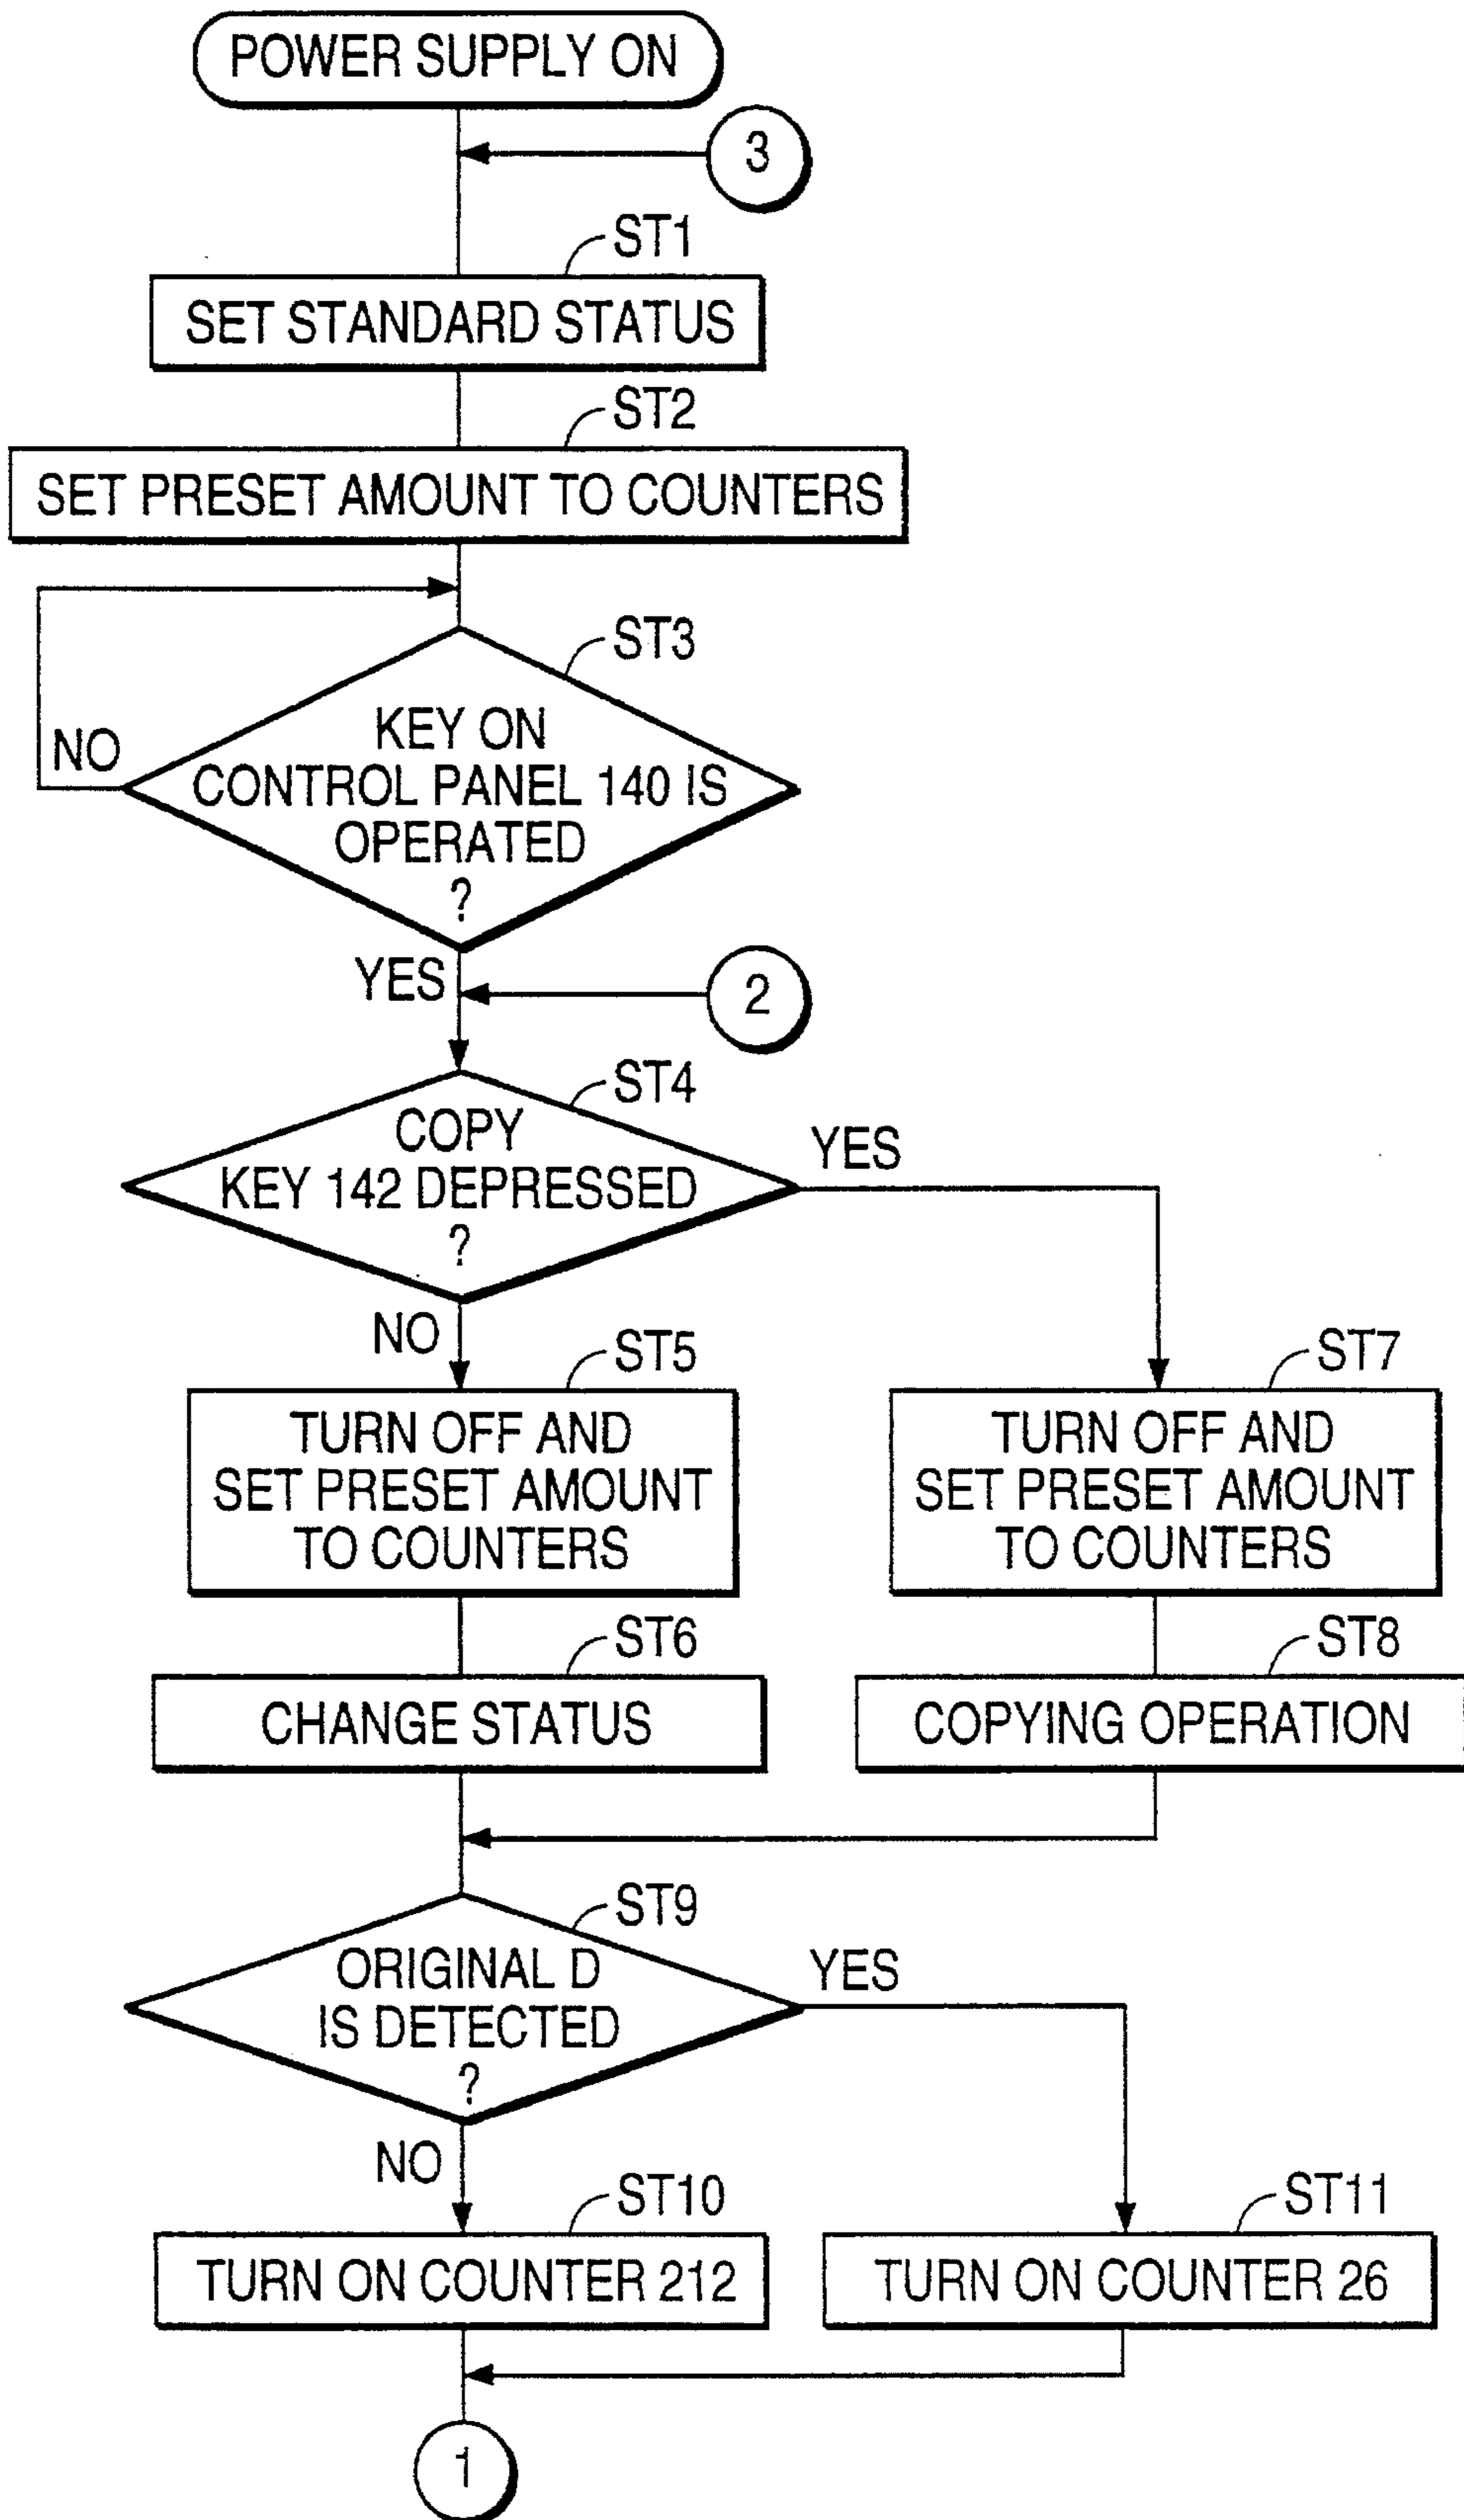 POWER SUPPLY ON
3
ST1
SET STANDARD STATUS
ST2
SET PRESET AMOUNT TO COUNTERS
ST3
KEY ON
CONTROL PANEL 140 IS
OPERATED
?
NO
YES
2
ST4
COPY
KEY 142 DEPRESSED
?
YES
NO
ST5
TURN OFF AND
SET PRESET AMOUNT
TO COUNTERS
ST7
TURN OFF AND
SET PRESET AMOUNT
TO COUNTERS
ST6
CHANGE STATUS
ST8
COPYING OPERATION
ST9
ORIGINAL D
IS DETECTED
?
YES
NO
ST10
TURN ON COUNTER 212
ST11
TURN ON COUNTER 26
1